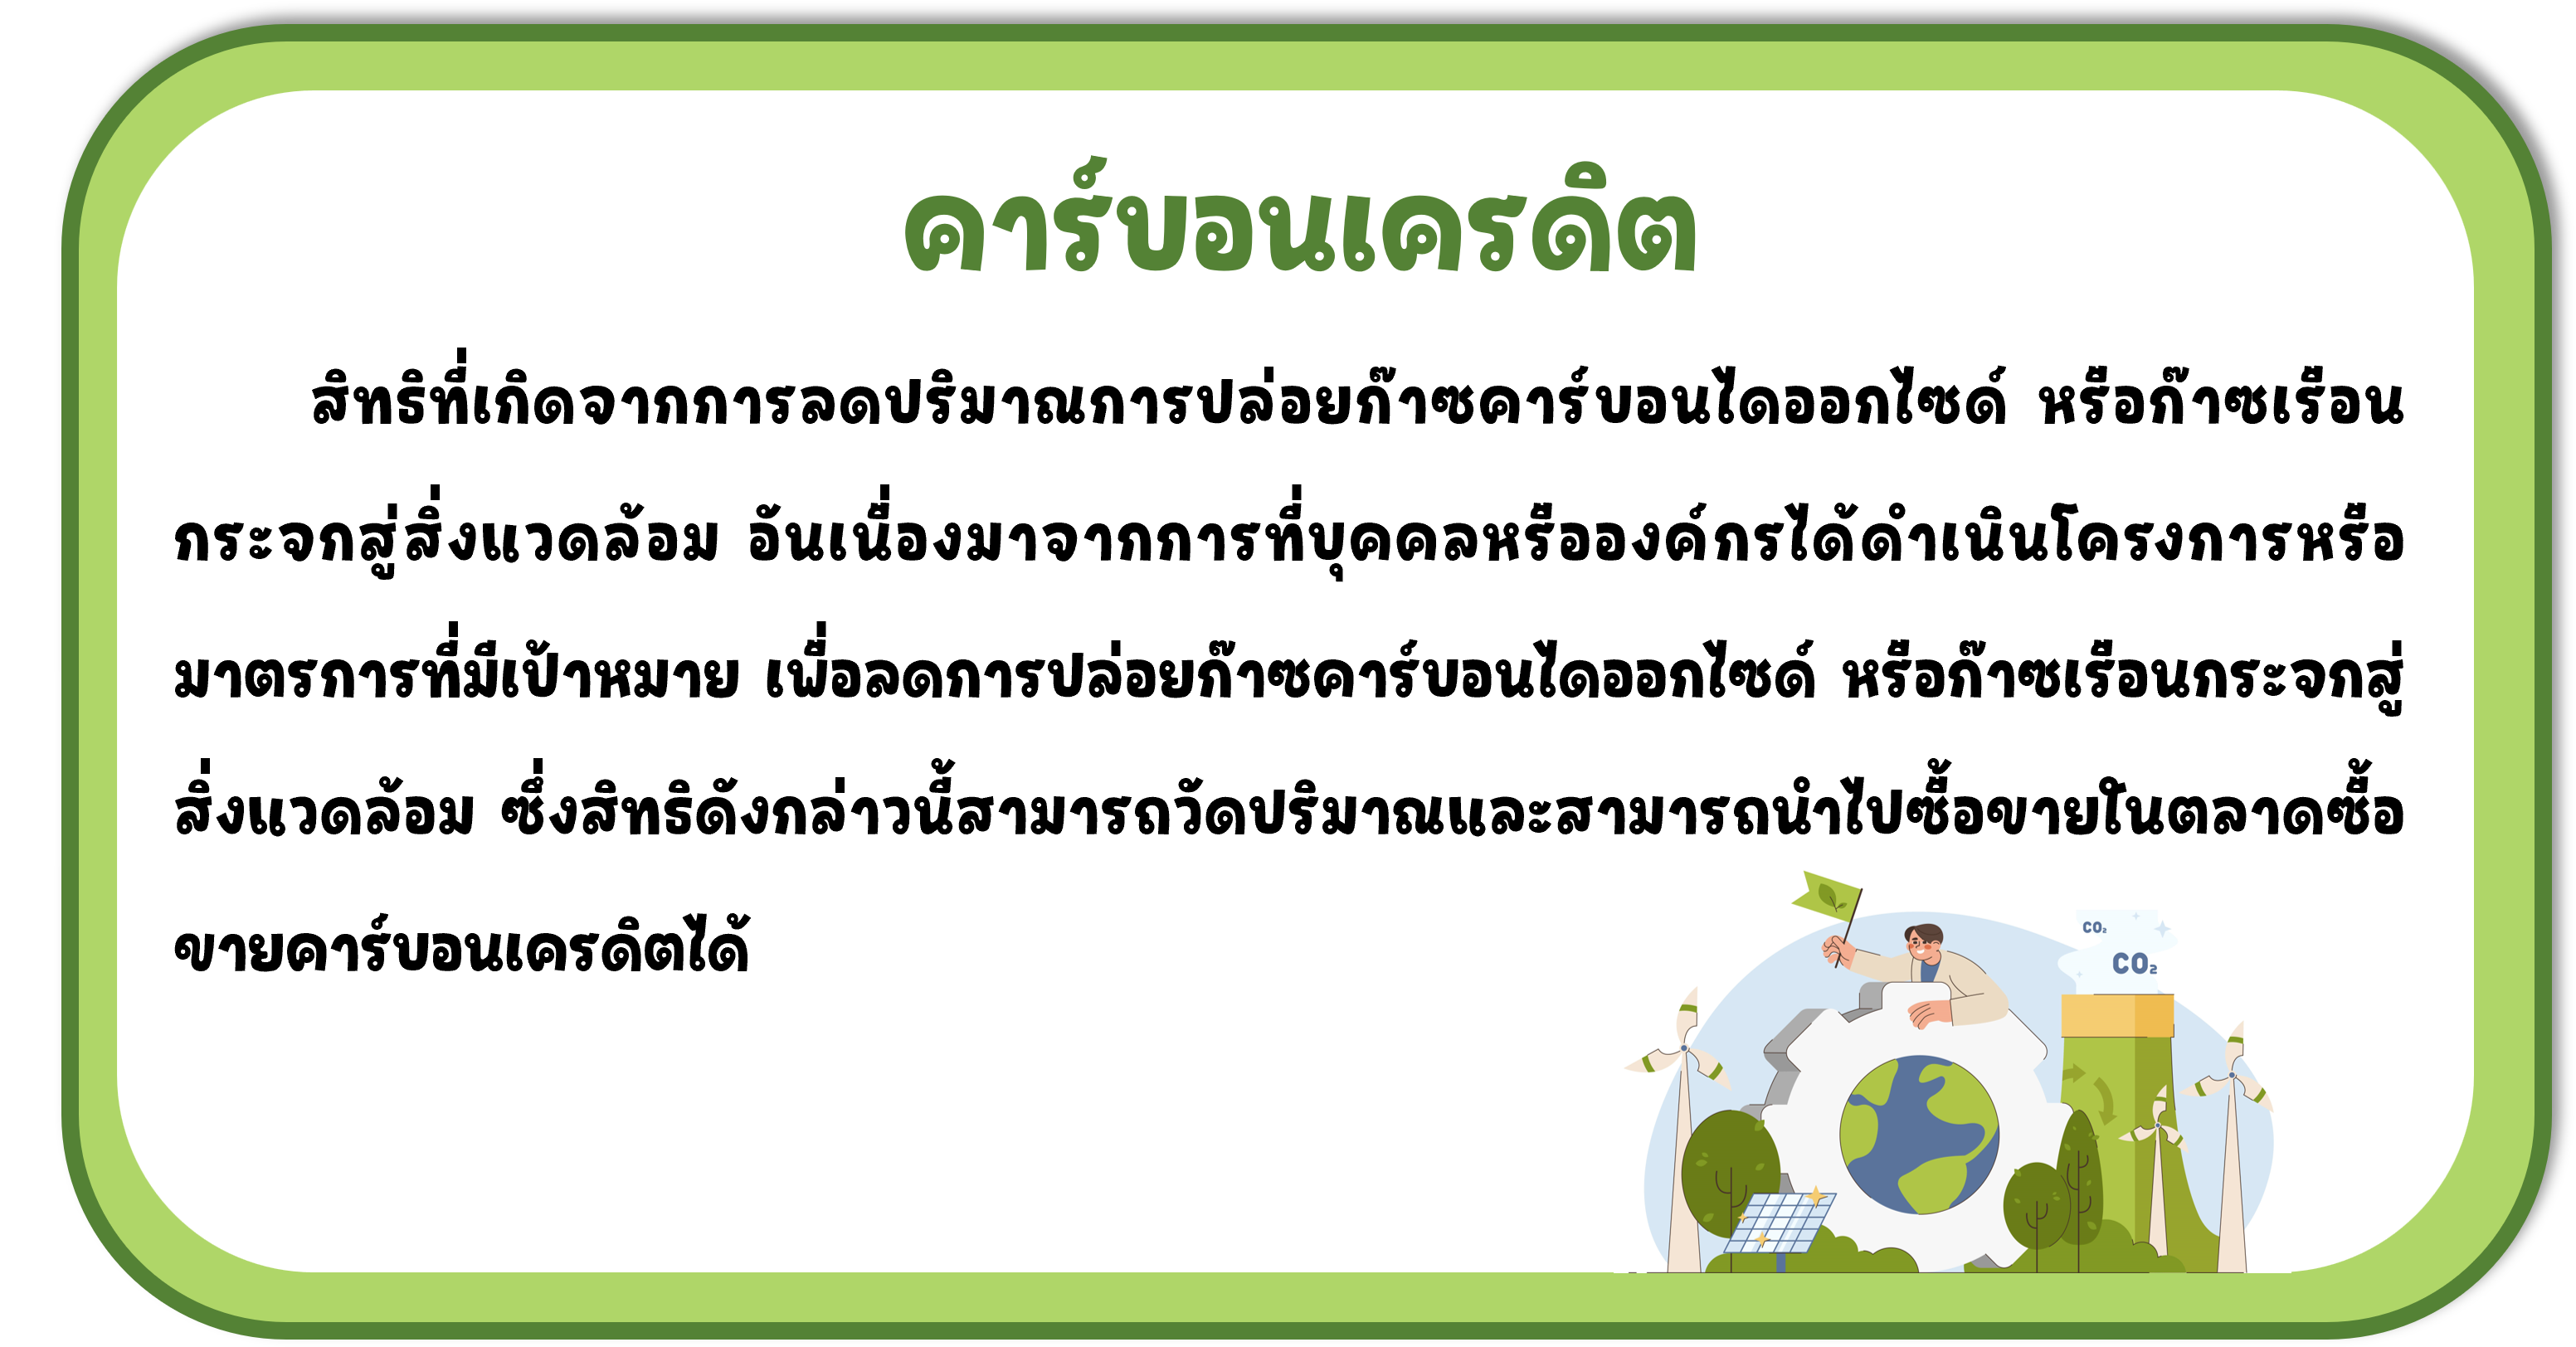 คาร์บอนเครดิต
สิทธิที่เกิดจากการลดปริมาณการปล่อยก๊าซคาร์บอนไดออกไซด์ หรือก๊าซเรือน
กระจกสู่สิ่งแวดล้อม อันเนื่องมาจากการที่บุคคลหรือองค์กรได้ดำเนินโครงการหรือ
มาตรการที่มีเป้าหมาย เพื่อลดการปล่อยก๊าซคาร์บอนไดออกไซด์ หรือก๊าซเรือนกระจกสู่
สิ่งแวดล้อม ซึ่งสิทธิดังกล่าวนี้สามารถวัดปริมาณและสามารถนำไปซื้อขายในตลาดซื้อ
ขายคาร์บอนเครดิตได้
CO₂
CO₂